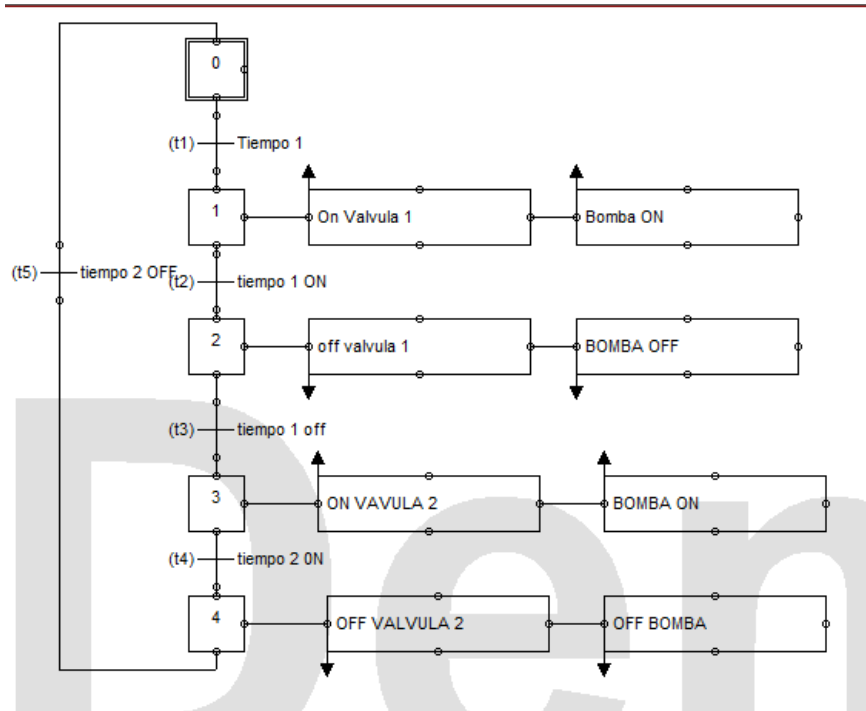 0
(t1) Tiempo 1
1 On Valvula 1 Bomba ON
(t5) tiempo 2 OFF (t2) tiempo 1 ON
2 off valvula 1 BOMBA OFF
(t3) tiempo 1 off
3 ON VAVULA 2 BOMBA ON
(t4) tiempo 2 0N
4 OFF VALVULA 2 OFF BOMBA
Dem